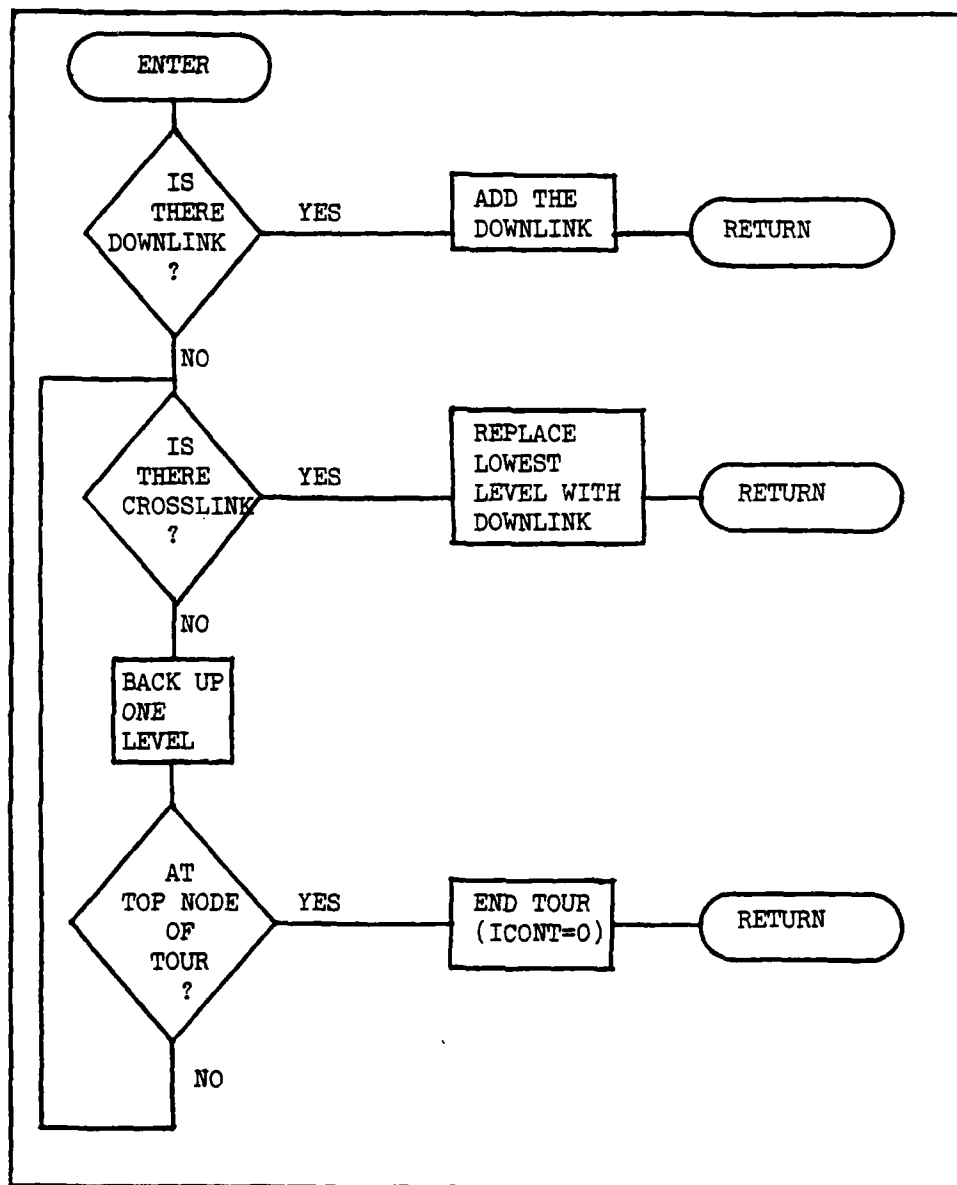 ENTER
IS
THERE
DOWNLINK
?
YES
ADD THE
DOWNLINK
RETURN
NO
IS
THERE
CROSSLINK
?
YES
REPLACE
LOWEST
LEVEL WITH
DOWNLINK
RETURN
NO
BACK UP
ONE
LEVEL
AT
TOP NODE
OF
TOUR
?
YES
END TOUR
(ICONT=0)
RETURN
NO